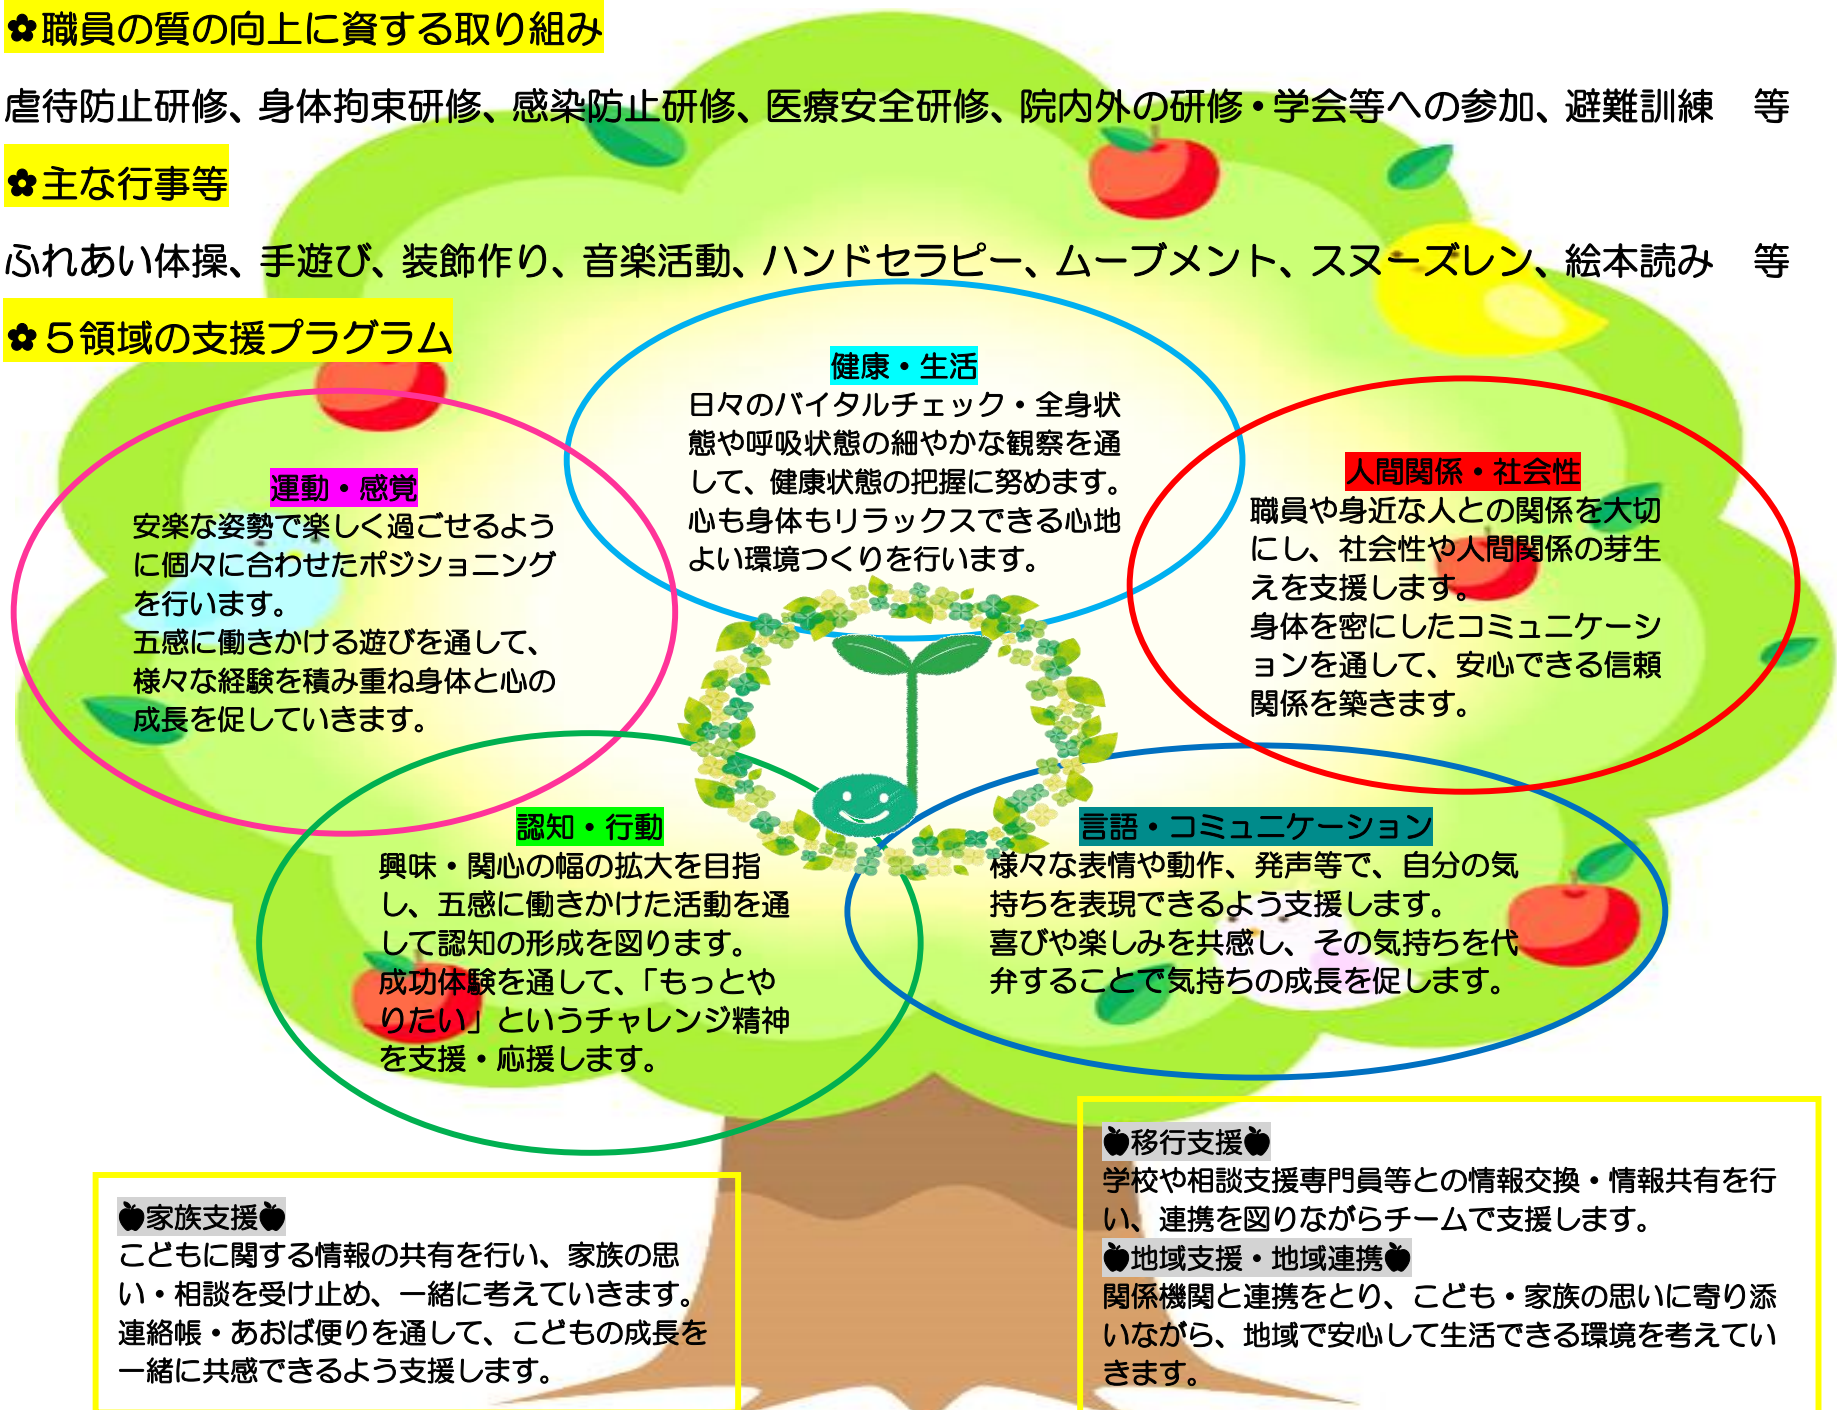 ✿職員の質の向上に資する取り組み
虐待防止研修、身体拘束研修、感染防止研修、医療安全研修、院内外の研修・学会等への参加、避難訓練　等
✿主な行事等
ふれあい体操、手遊び、装飾作り、音楽活動、ハンドセラピー、ムーブメント、スヌーズレン、絵本読み　等
✿５領域の支援プラグラム
健康・生活
日々のバイタルチェック・全身状
態や呼吸状態の細やかな観察を通
して、健康状態の把握に努めます。
心も身体もリラックスできる心地
よい環境つくりを行います。
運動・感覚
安楽な姿勢で楽しく過ごせるよう
に個々に合わせたポジショニング
を行います。
五感に働きかける遊びを通して、
様々な経験を積み重ね身体と心の
成長を促していきます。
人間関係・社会性
職員や身近な人との関係を大切
にし、社会性や人間関係の芽生
えを支援します。
身体を密にしたコミュニケーシ
ョンを通して、安心できる信頼
関係を築きます。
認知・行動
興味・関心の幅の拡大を目指
し、五感に働きかけた活動を通
して認知の形成を図ります。
成功体験を通して、「もっとや
りたい」というチャレンジ精神
を支援・応援します。
言語・コミュニケーション
様々な表情や動作、発声等で、自分の気
持ちを表現できるよう支援します。
喜びや楽しみを共感し、その気持ちを代
弁することで気持ちの成長を促します。
家族支援
こどもに関する情報の共有を行い、家族の思
い・相談を受け止め、一緒に考えていきます。
連絡帳・あおば便りを通して、こどもの成長を
一緒に共感できるよう支援します。
移行支援
学校や相談支援専門員等との情報交換・情報共有を行
い、連携を図りながらチームで支援します。
地域支援・地域連携
関係機関と連携をとり、こども・家族の思いに寄り添
いながら、地域で安心して生活できる環境を考えてい
きます。